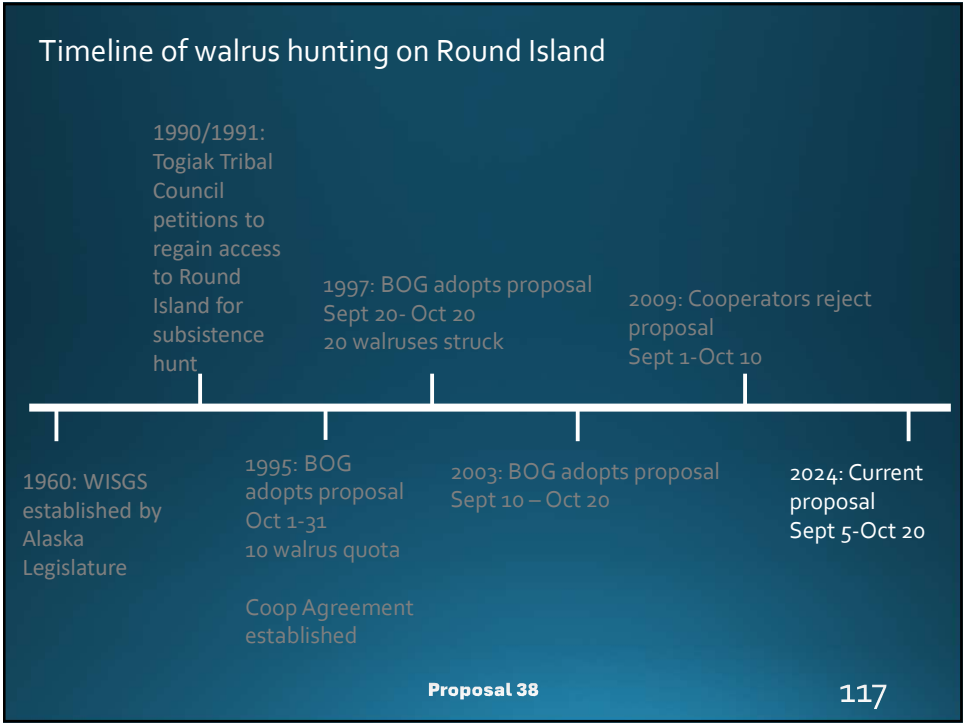 Timeline of walrus hunting on Round Island
1990/1991:
Togiak Tribal
Council
petitions to
regain access
to Round
Island for
subsistence
hunt
1997: BOG adopts proposal
Sept 20- Oct 20
20 walruses struck
2009: Cooperators reject
proposal
Sept 1-Oct 10
1960: WISGS
established by
Alaska
Legislature
1995: BOG
adopts proposal
Oct 1-31
10 walrus quota
Coop Agreement
established
2003: BOG adopts proposal
Sept 10 – Oct 20
2024: Current
proposal
Sept 5-Oct 20
Proposal 38
117